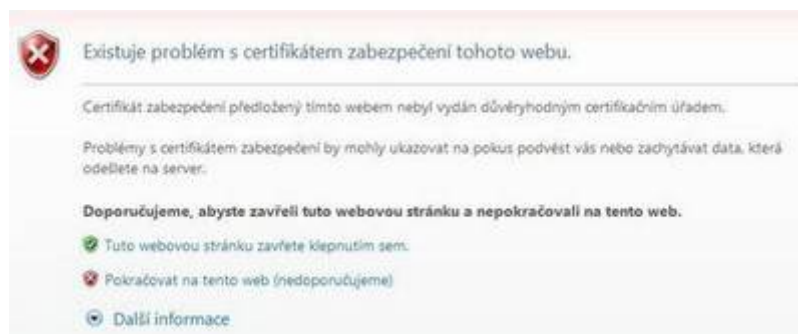 Existuje problém s certifikátem zabezpečení tohoto webu.
Certifikát zabezpečení předložený tímto webem nebyl vydán důvěryhodným certifikačním úřadem.
Problémy s certifikátem zabezpečení by mohly ukazovat na pokus podvést vás nebo zachytávat data, která
odešlete na server.
Doporučujeme, abyste zavřeli tuto webovou stránku a nepokračovali na tento web.
Tuto webovou stránku zavřete klepnutím sem.
Pokračovat na tento web (nedoporučujeme)
Další informace